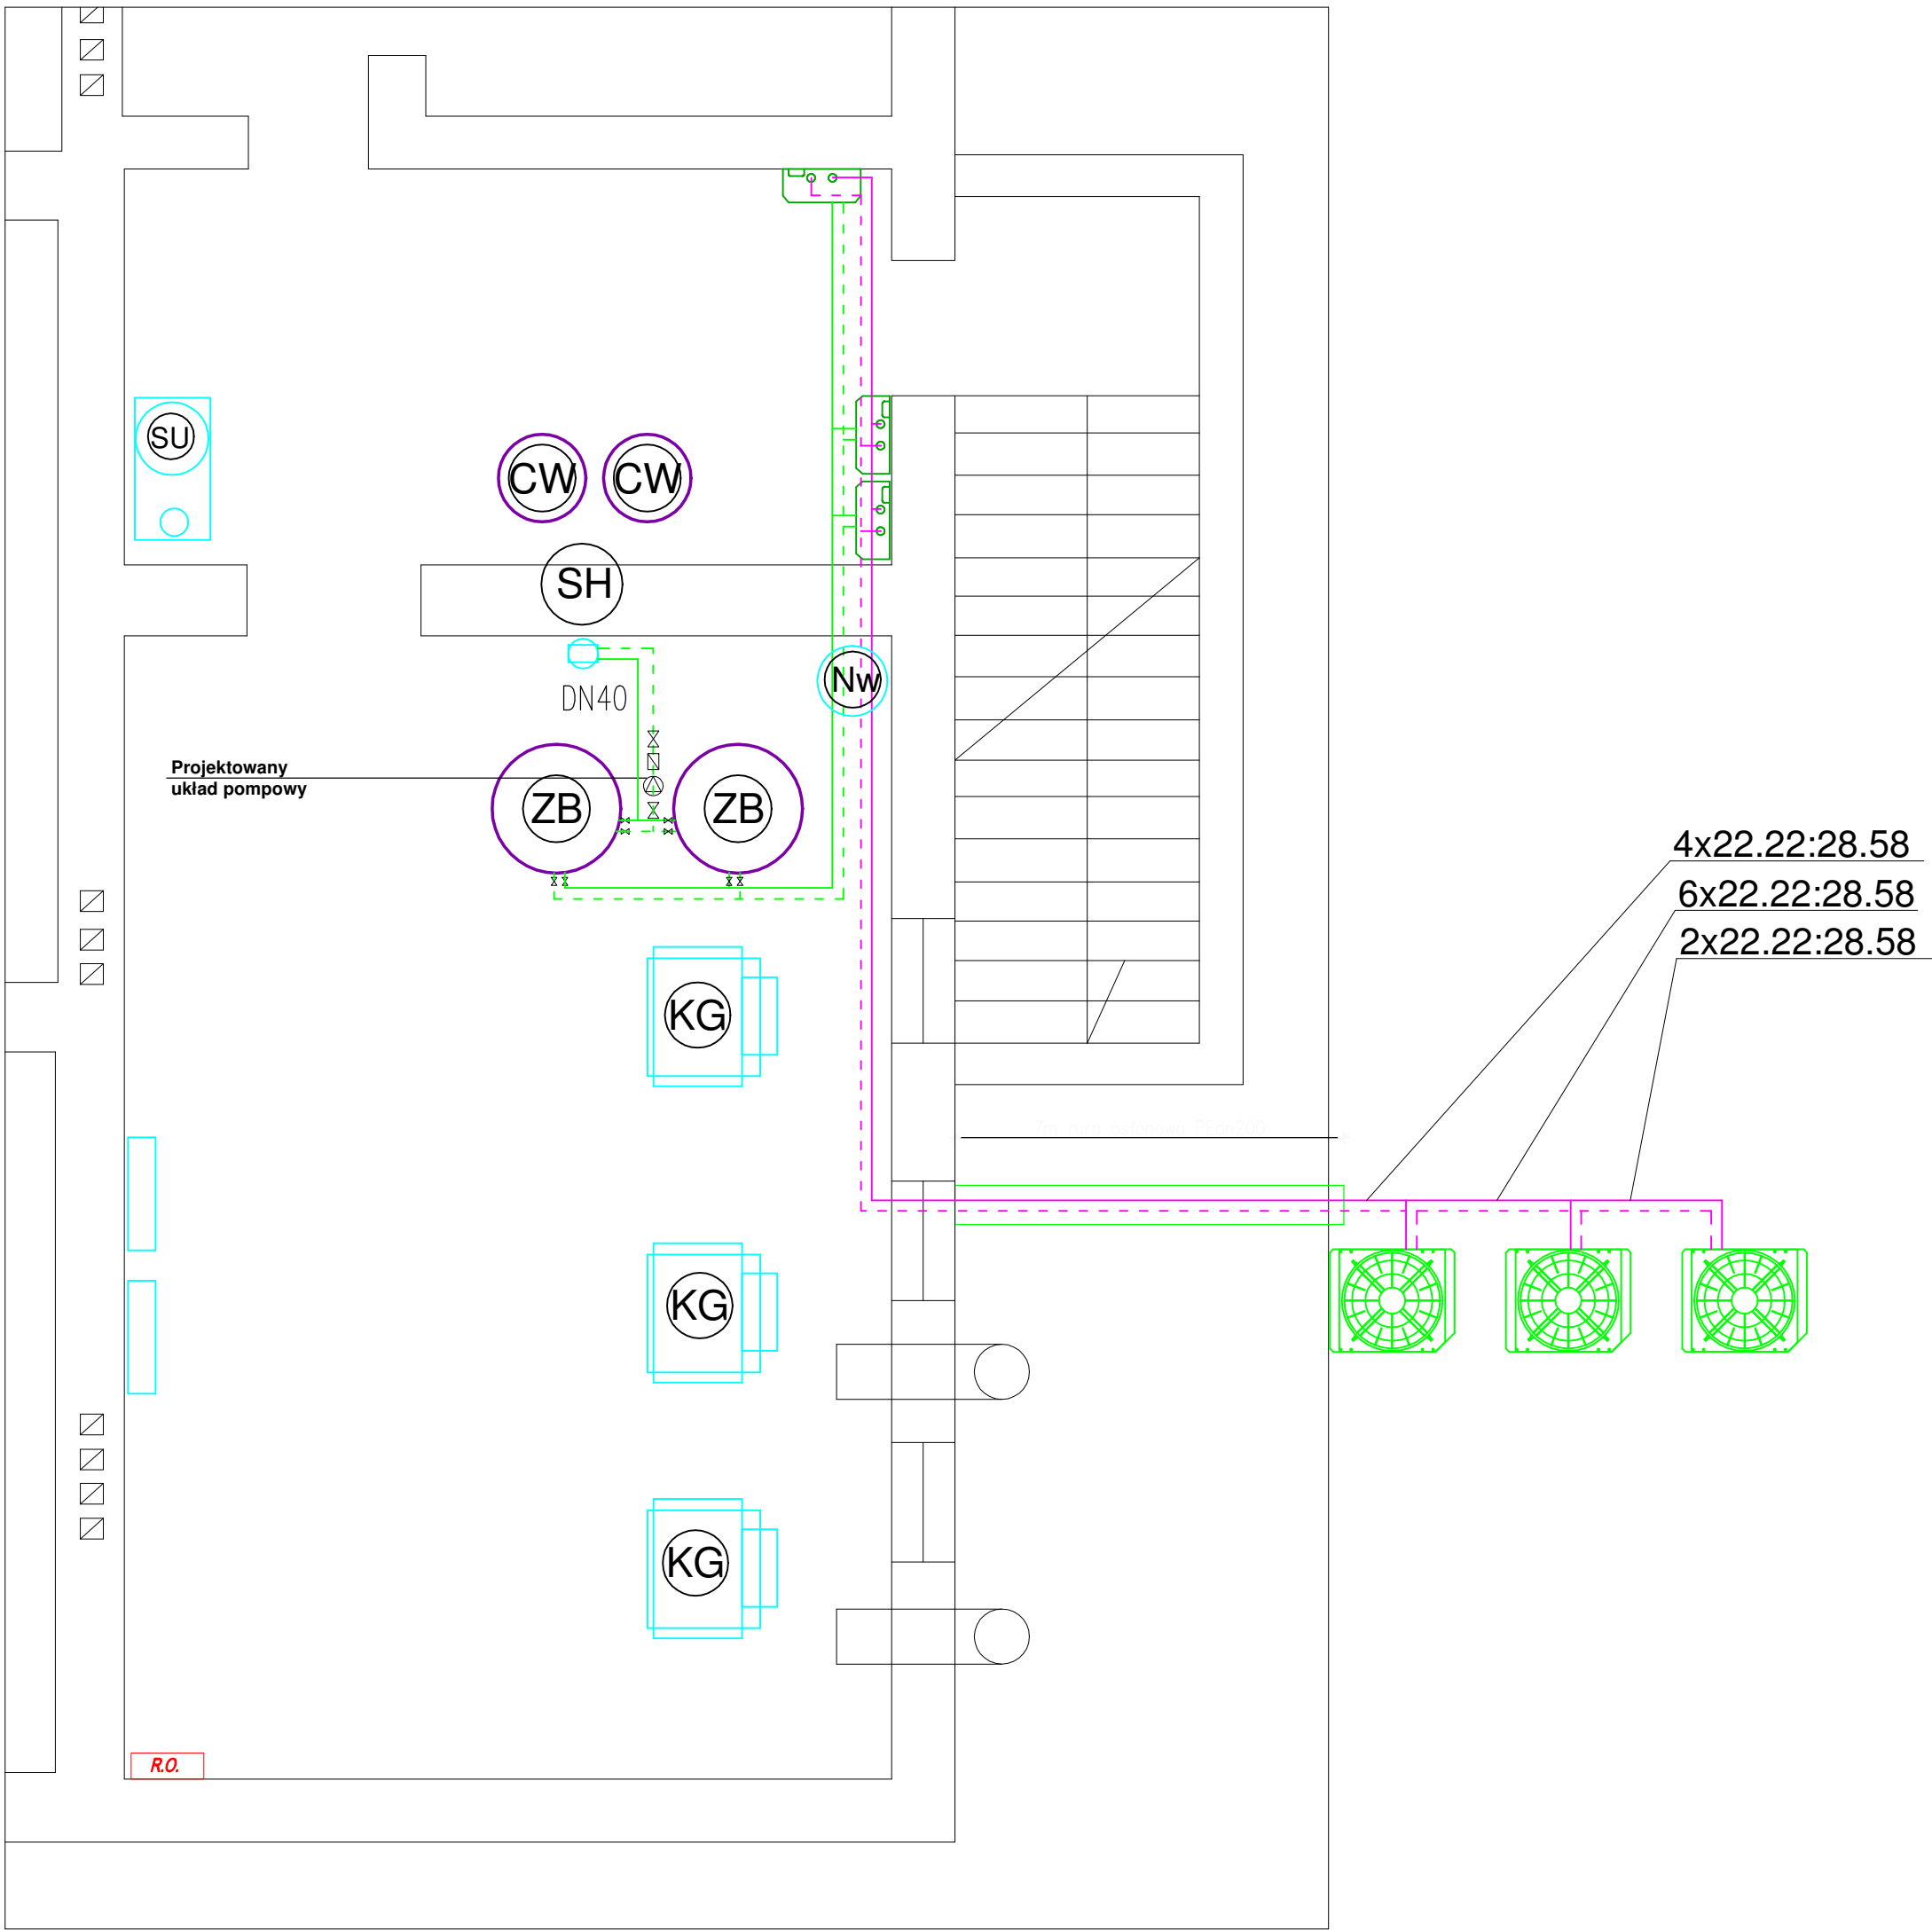 SU
CW
CW
SH
Nw
DN40
Projektowany
układ pompowy
ZB
ZB
4x22.22:28.58
6x22.22:28.58
2x22.22:28.58
KG
KG
KG
R.O.